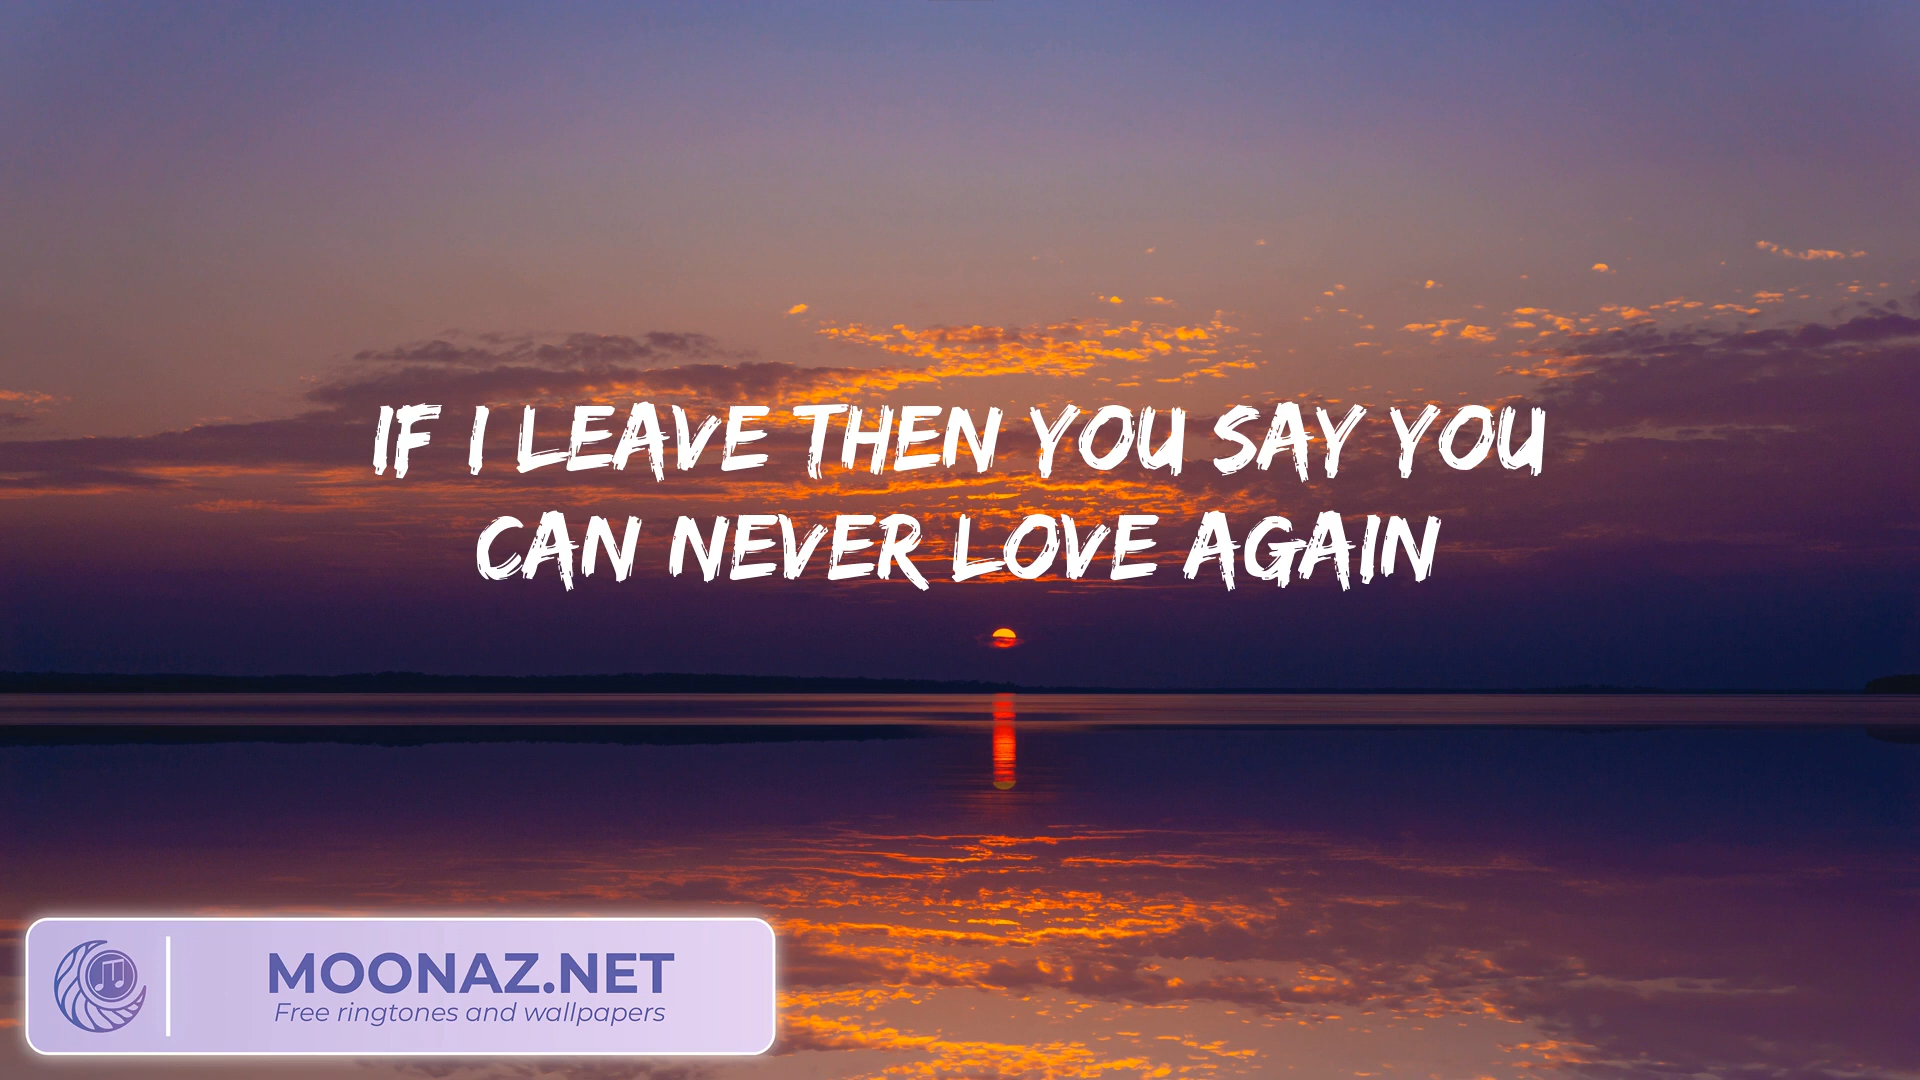 IF I LEAVE THEN YOU SAY YOU
CAN NEVER LOVE AGAIN
MOONAZ.NET
Free ringtones and wallpapers